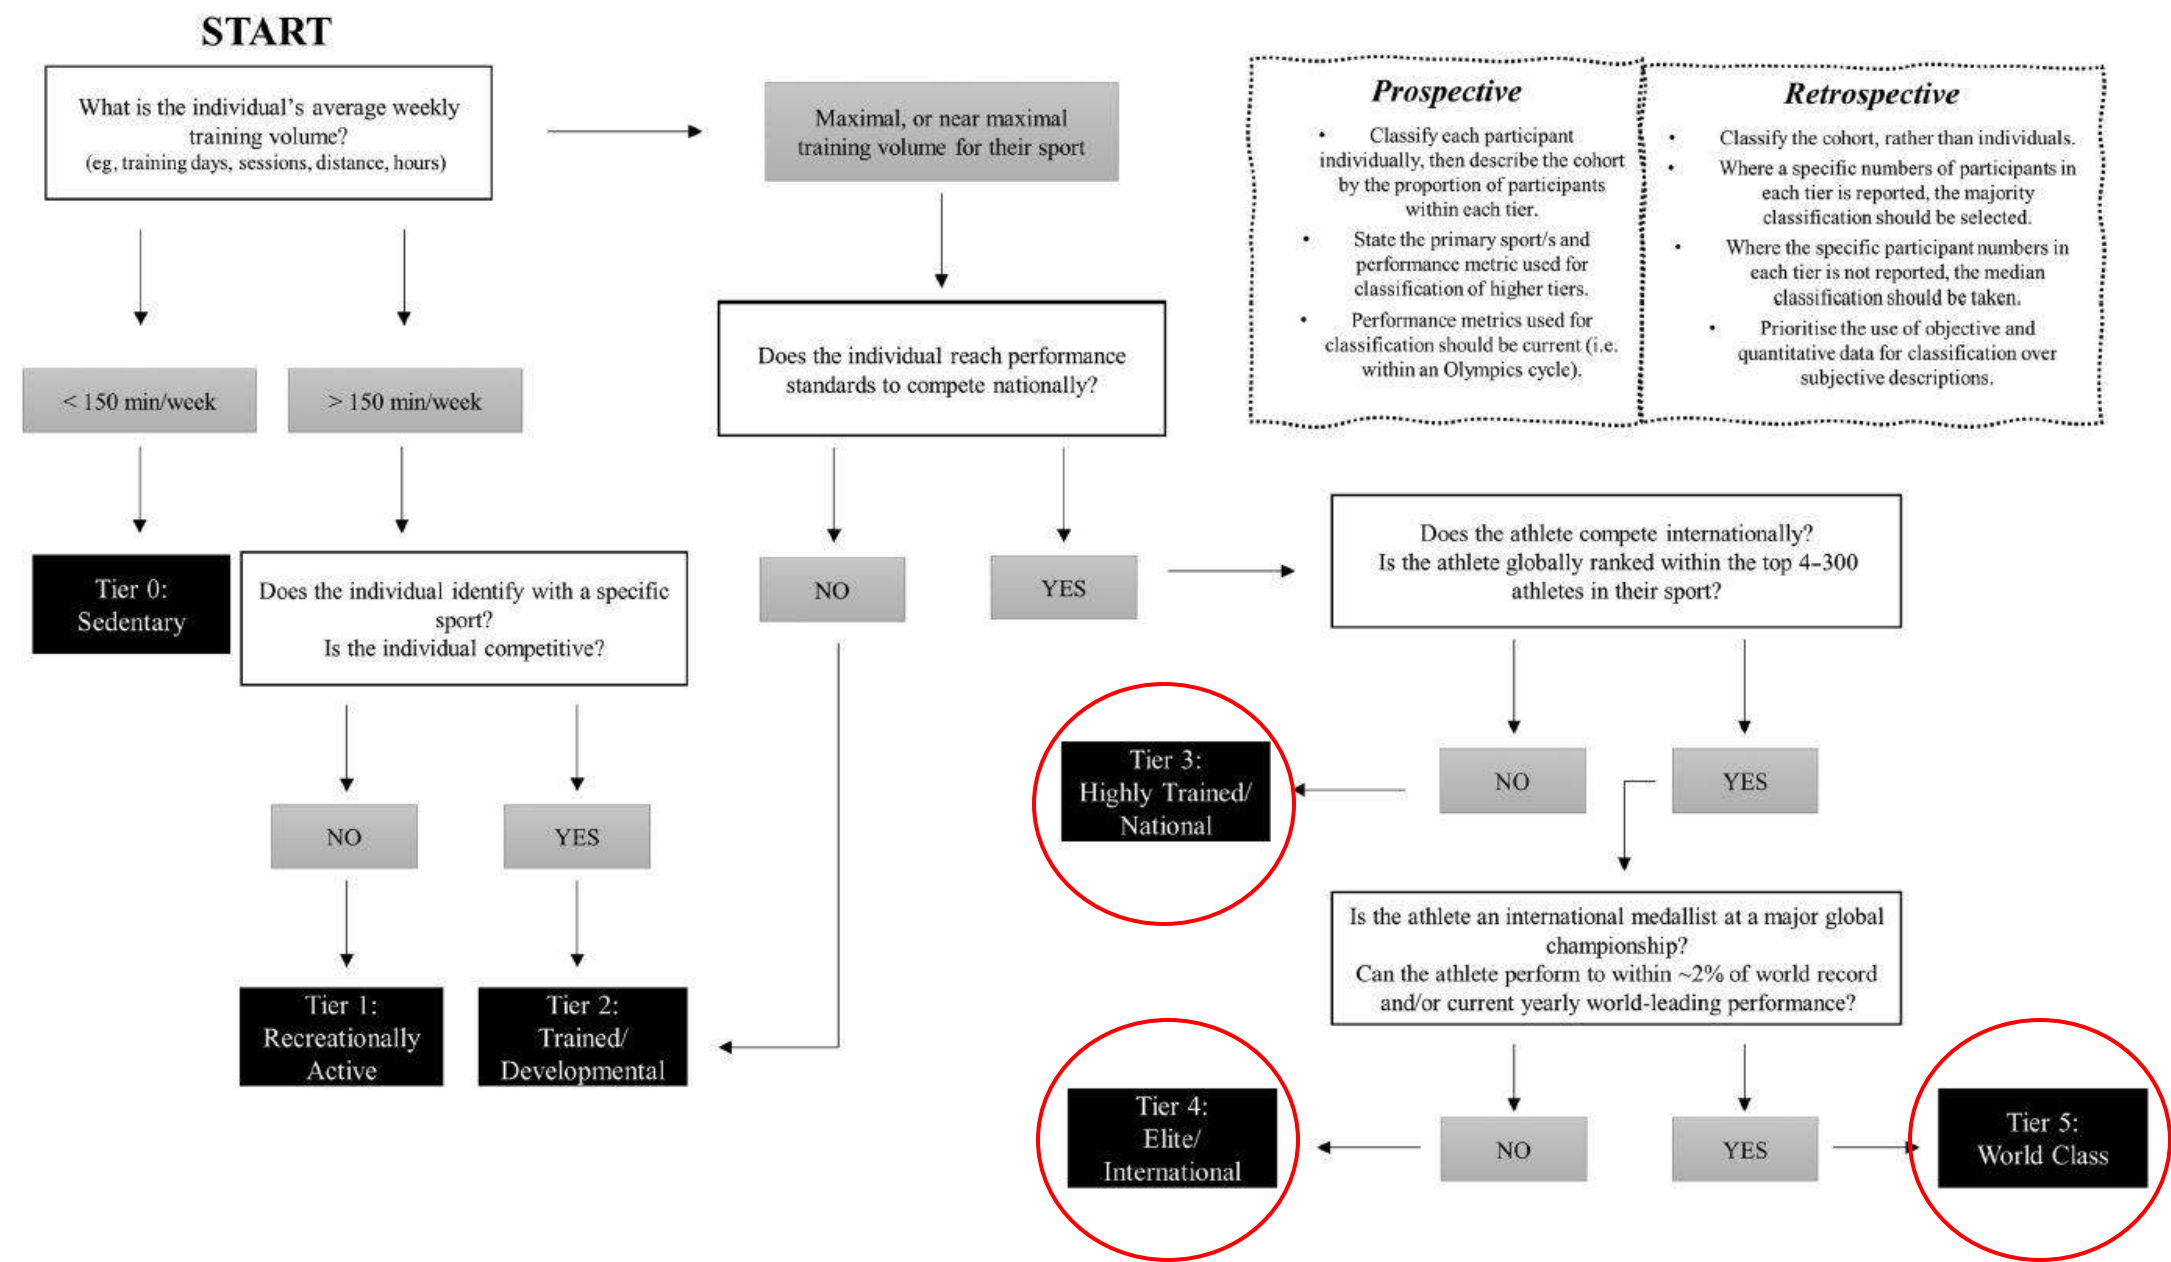 START
What is the individual's average weekly
training volume?
(eg, training days, sessions, distance, hours)
Maximal, or near maximal
training volume for their sport
< 150 min/week
> 150 min/week
Does the individual reach performance
standards to compete nationally?
Tier 0:
Sedentary
Does the individual identify with a specific
sport?
Is the individual competitive?
NO
YES
NO
YES
Tier 1:
Recreationally
Active
Tier 2:
Trained/
Developmental
Prospective
• Classify each participant
individually, then describe the cohort
by the proportion of participants
within each tier.
• State the primary sport/s and
performance metric used for
classification of higher tiers.
• Performance metrics used for
classification should be current (i.e.
within an Olympics cycle).
Retrospective
• Classify the cohort, rather than individuals.
• Where a specific numbers of participants in
each tier is reported, the majority
classification should be selected.
• Where the specific participant numbers in
each tier is not reported, the median
classification should be taken.
• Prioritise the use of objective and
quantitative data for classification over
subjective descriptions.
Does the athlete compete internationally?
Is the athlete globally ranked within the top 4-300
athletes in their sport?
Tier 3:
Highly Trained/
National
NO
YES
Is the athlete an international medallist at a major global
championship?
Can the athlete perform to within ~2% of world record
and/or current yearly world-leading performance?
Tier 4:
Elite/
International
NO
YES
Tier 5:
World Class